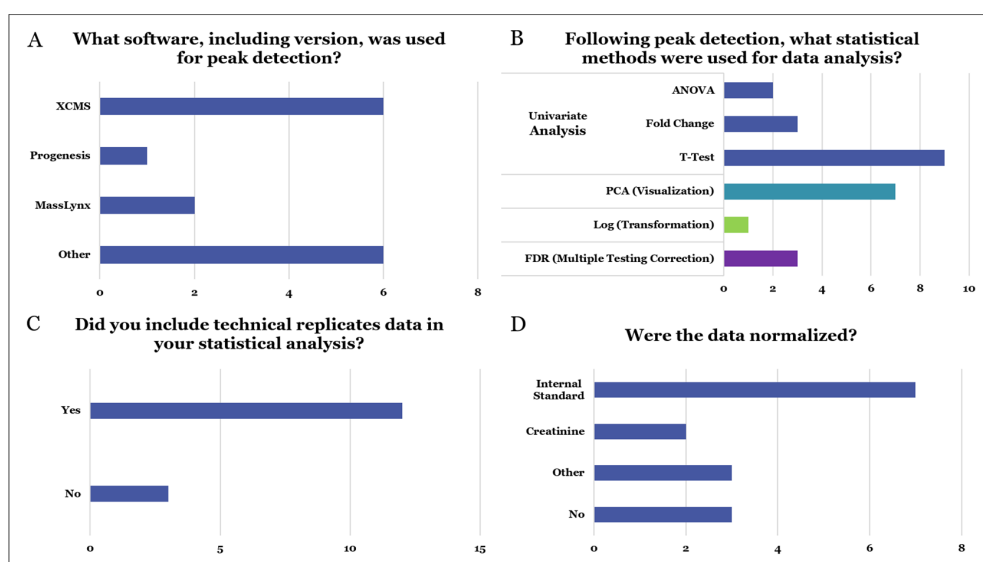 A
What software, including version, was used
for peak detection?
XCMS
Progenesis
MassLynx
Other
0 2 4 6 8
B
Following peak detection, what statistical
methods were used for data analysis?
Univariate
Analysis
ANOVA
Fold Change
T-Test
PCA (Visualization)
Log (Transformation)
FDR (Multiple Testing Correction)
0 2 4 6 8 10
C
Did you include technical replicates data in
your statistical analysis?
Yes
No
0 5 10 15
D
Were the data normalized?
Internal
Standard
Creatinine
Other
No
0 2 4 6 8